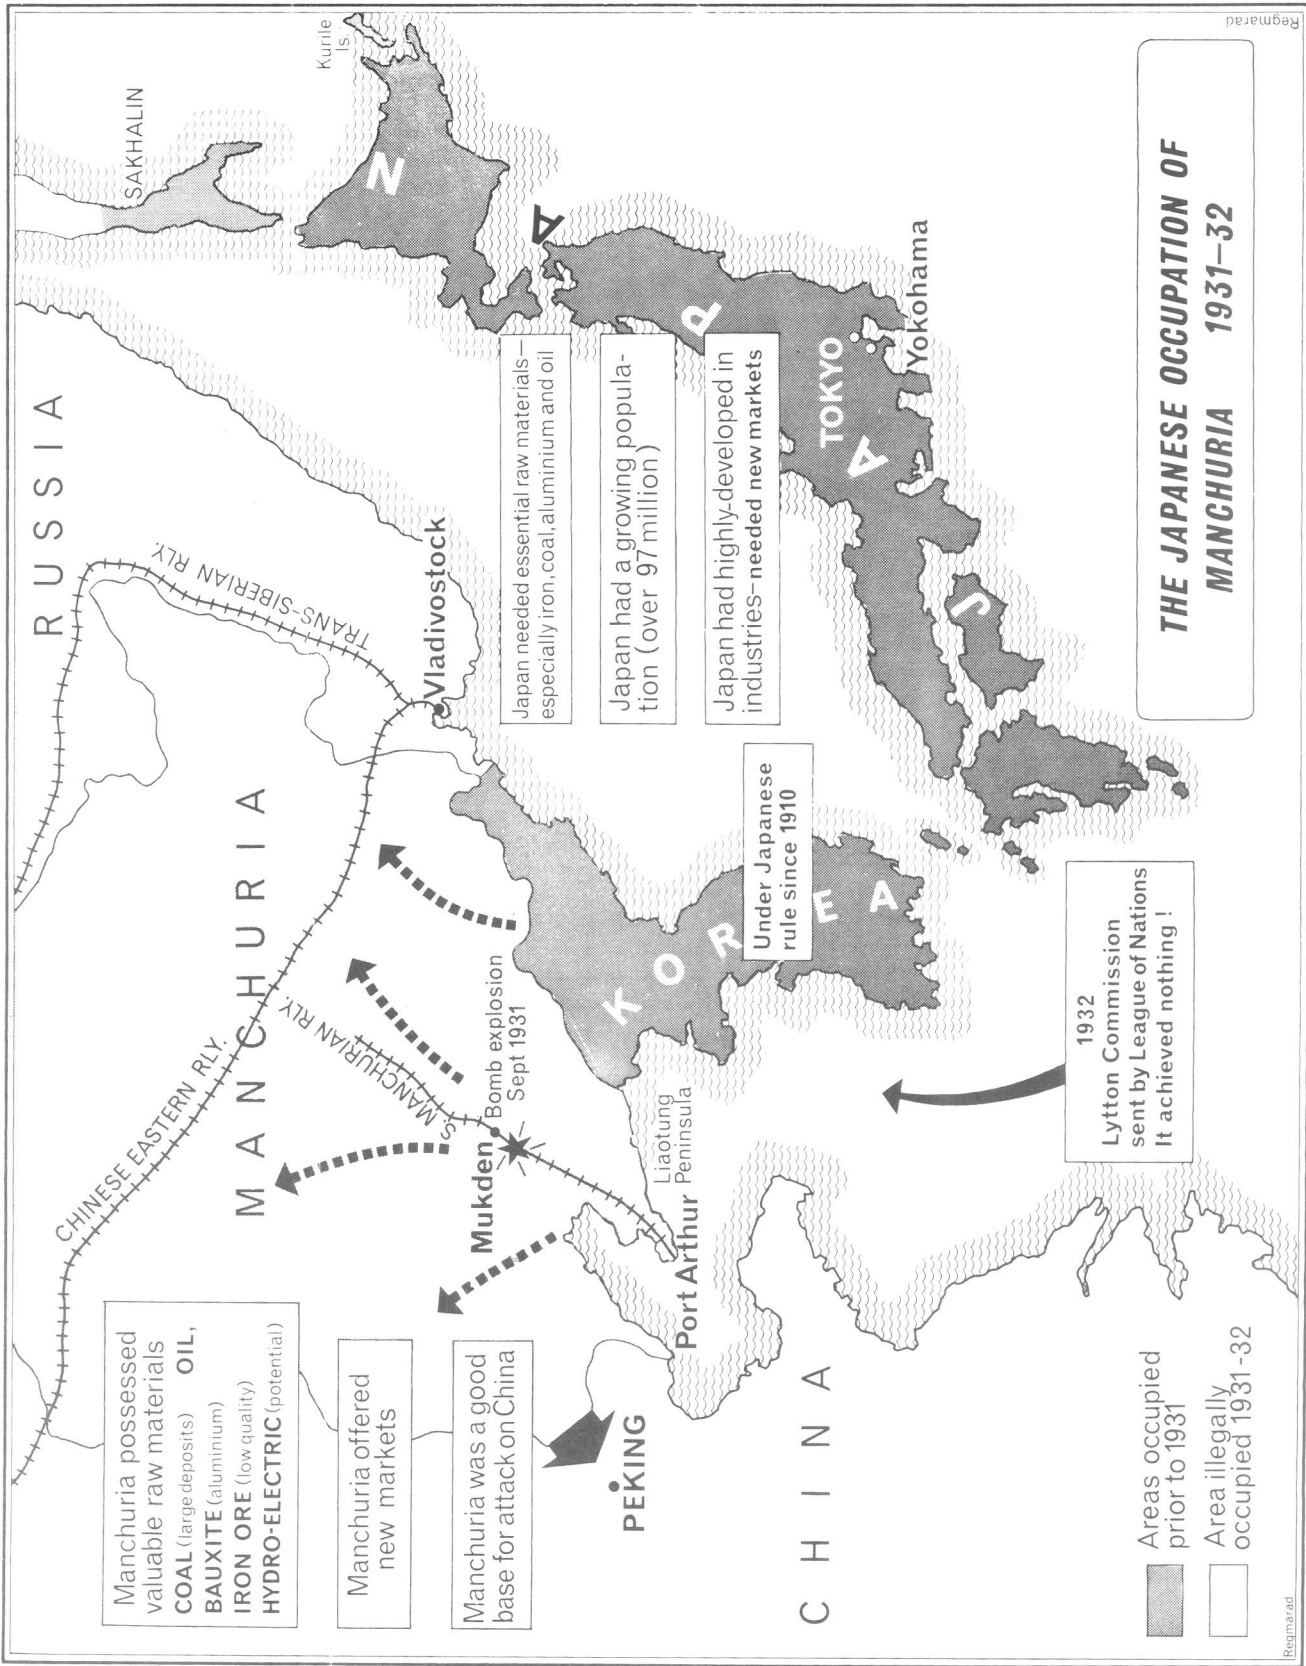 Manchuria possessed
valuable raw materials
COAL (large deposits) OIL,
BAUXITE (aluminium)
IRON ORE (low quality)
HYDRO-ELECTRIC (potential)
Manchuria offered
new markets
Manchuria was a good
base for attack on China
PEKING
CHINA
CHINESE EASTERN RLY.
MANCHURIA
S. MANCHURIAN RLY.
Mukden
Bomb explosion
Sept 1931
Port Arthur
Liaotung
Peninsula
RUSSIA
TRANS-SIBERIAN RLY.
Vladivostock
SAKHALIN
Kurile
Is.
KOREA
Under Japanese
rule since 1910
Japan needed essential raw materials—
especially iron, coal, aluminium and oil
Japan had a growing popula-
tion (over 97 million)
Japan had highly-developed in
industries—needed new markets
JAPAN
TOKYO
Yokohama
1932
Lytton Commission
sent by League of Nations
It achieved nothing !
Areas occupied
prior to 1931
Area illegally
occupied 1931-32
THE JAPANESE OCCUPATION OF
MANCHURIA 1931—32
Reqmarad
Regmarad